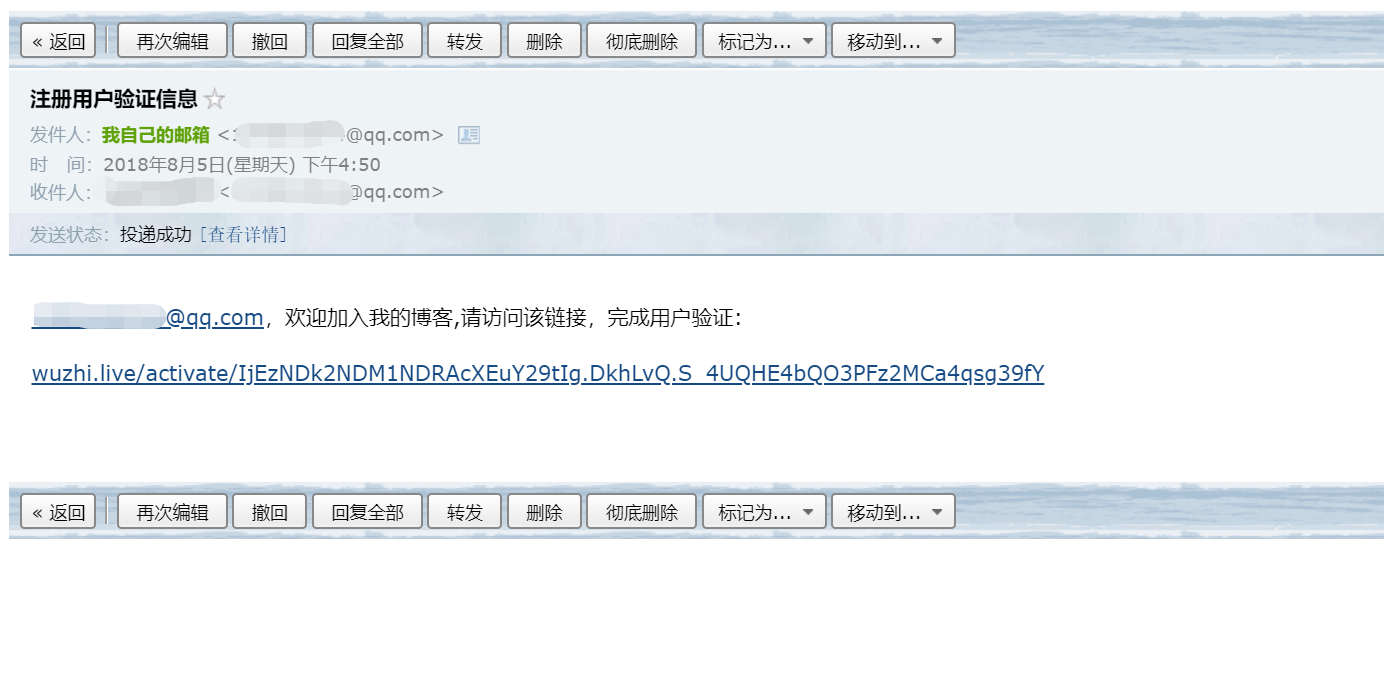 « 返回 再次编辑 撤回 回复全部 转发 删除 彻底删除 标记为... 移动到...
注册用户验证信息
发件人：我自己的邮箱 <@qq.com>
时 间：2018年8月5日(星期天) 下午4:50
收件人： <@qq.com>
发送状态：投递成功 [查看详情]
@qq.com，欢迎加入我的博客,请访问该链接，完成用户验证：
wuzhi.live/activate/IjEzNDk2NDM1NDRAcXEuY29tIg.DkhLvQ.S_4UQHE4bQO3PFz2MCa4qsg39fY
« 返回 再次编辑 撤回 回复全部 转发 删除 彻底删除 标记为... 移动到...